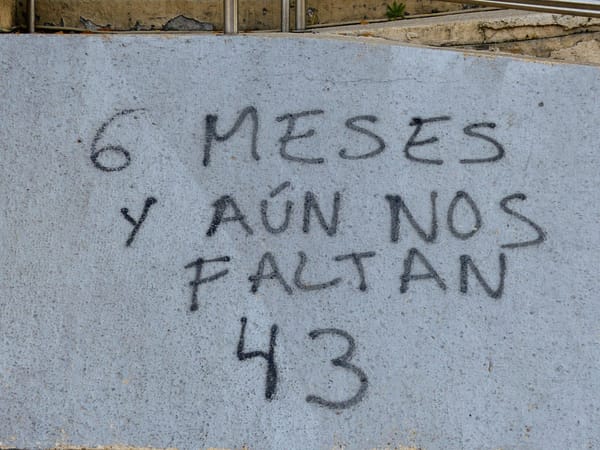 6 MESES
Y AÚN NOS
FALTAN
43